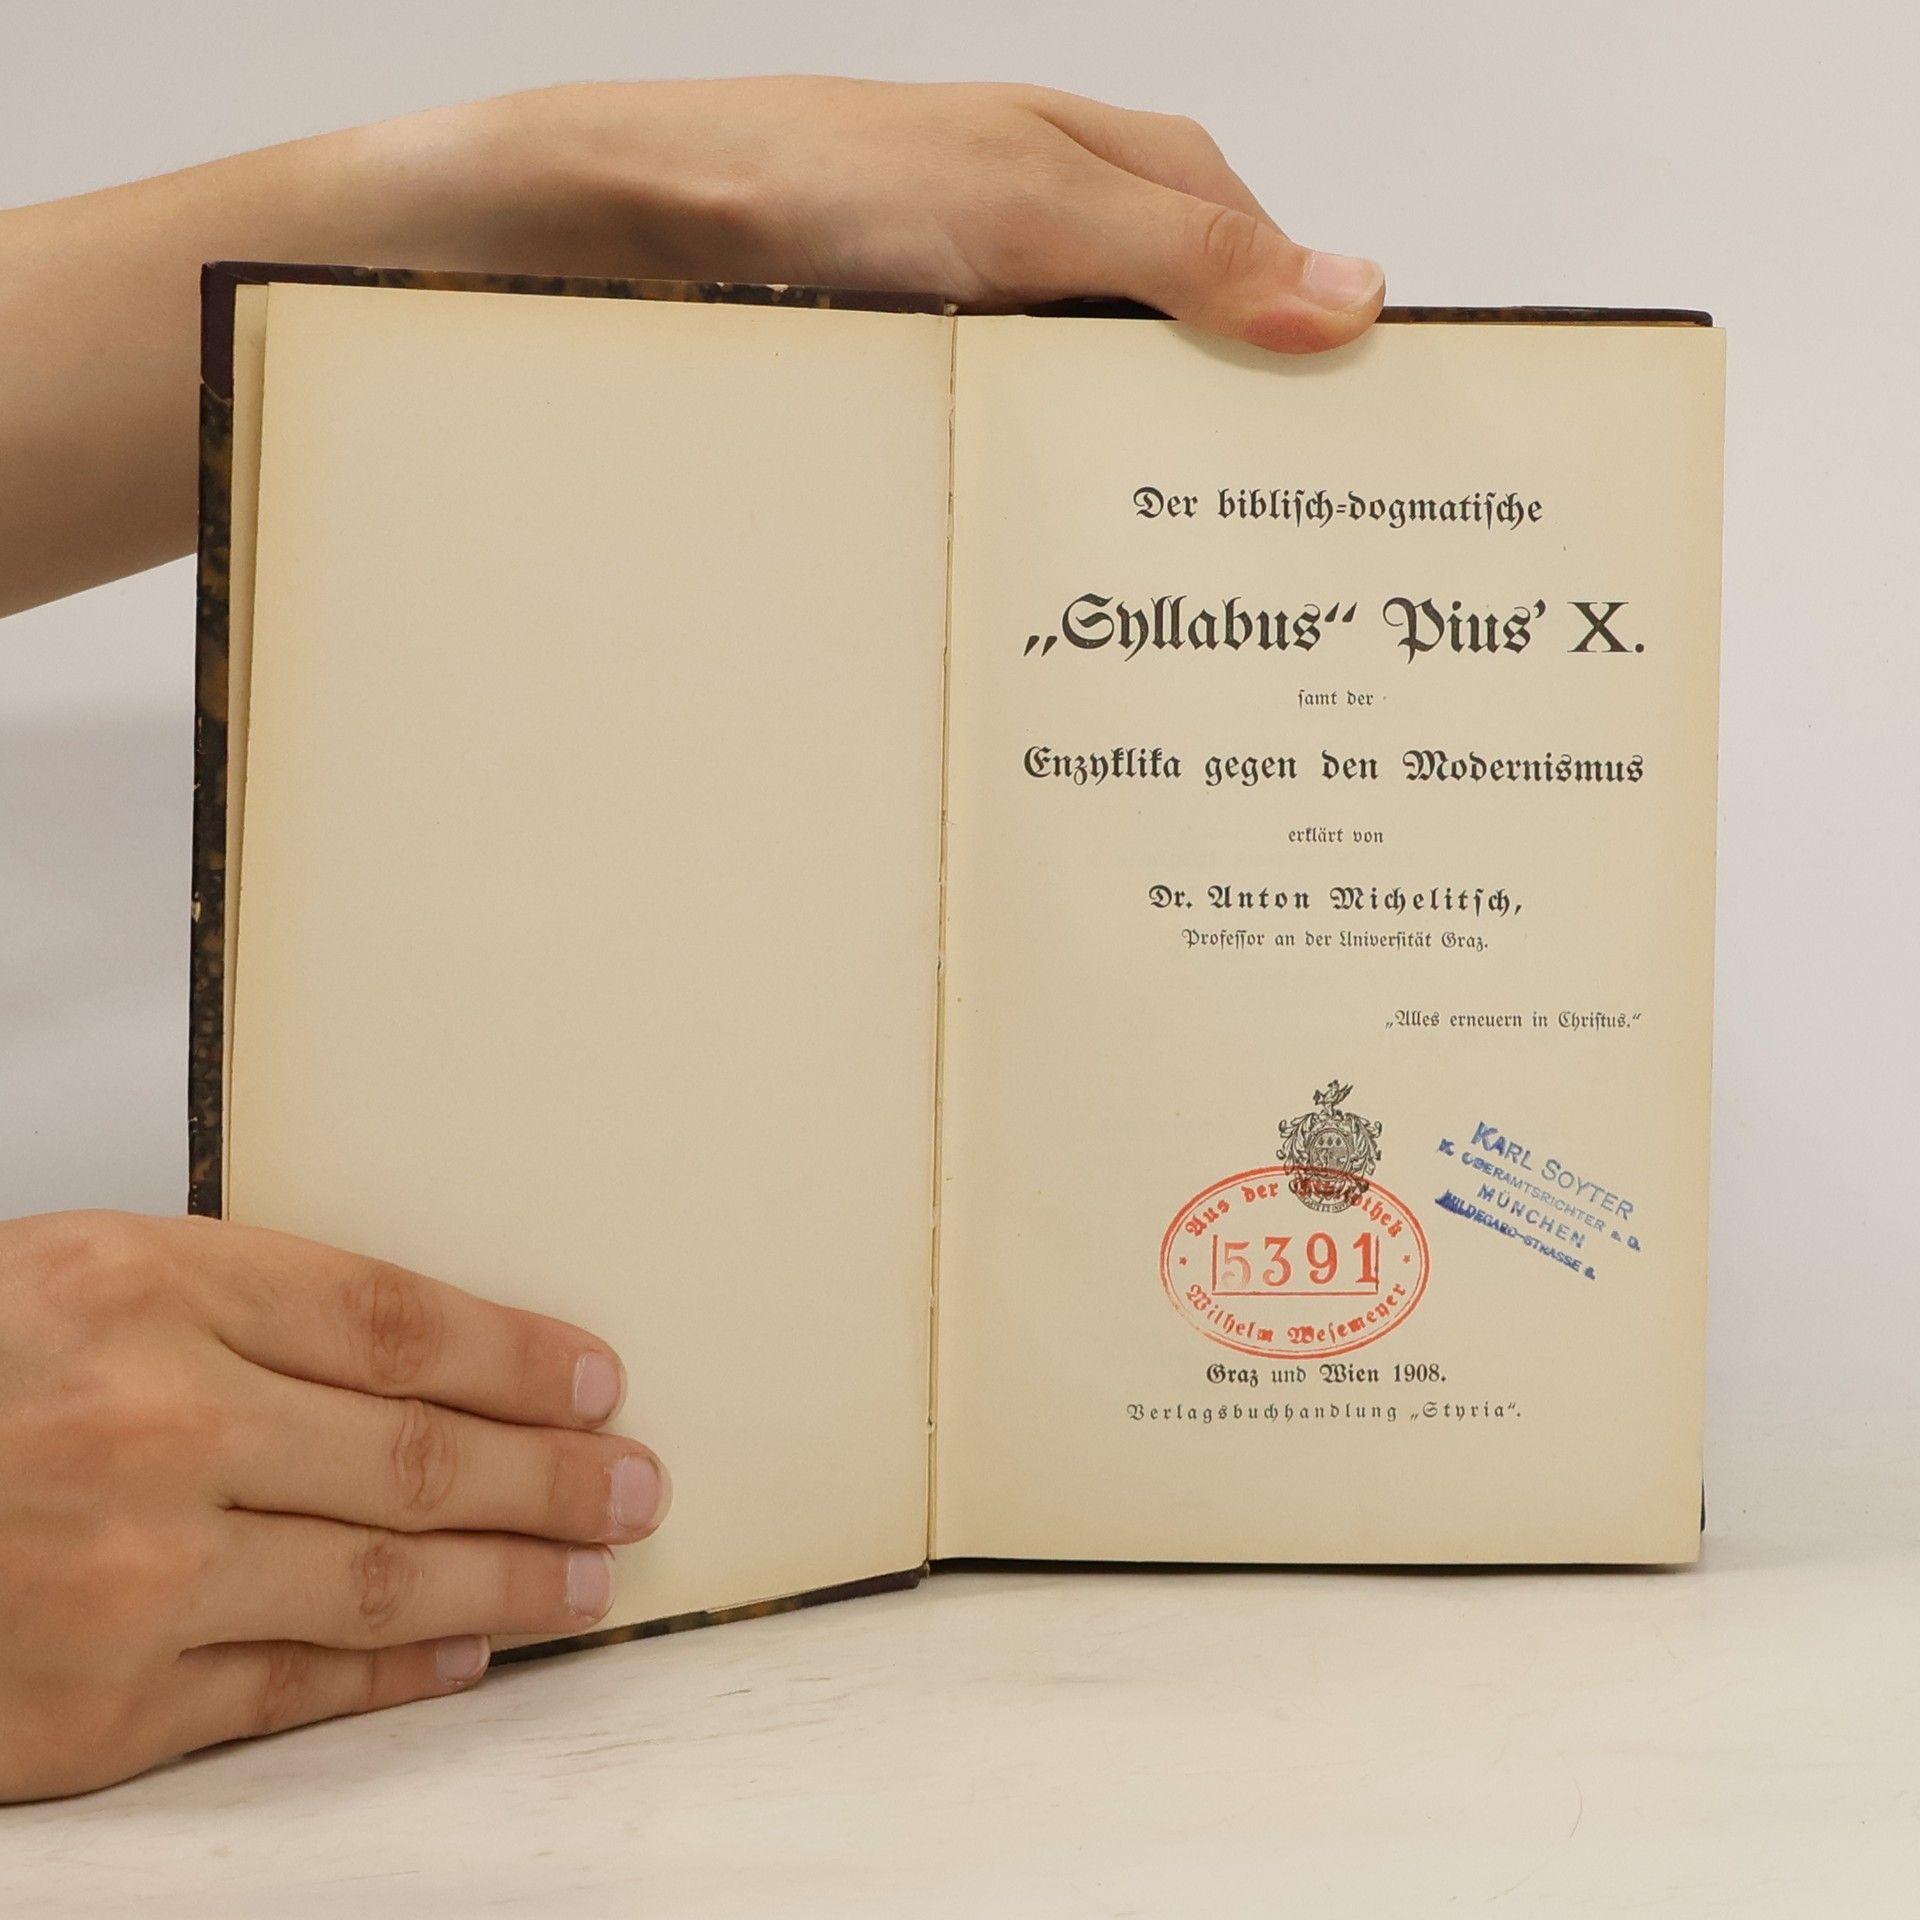 Der bibliſch-dogmatiſche
„Syllabus“ Pius’ X.
ſamt der
Enzyklika gegen den Modernismus
erklärt von
Dr. Anton Michelitſch,
Profeſſor an der Univerſität Graz.
„Alles erneuern in Chriſtus.“
KARL SOYTER
K. OBERAMTSRICHTER a. D.
MÜNCHEN
HILDEGARD-STRASSE
Aus der Bibliothek
5391
Wilhelm Weſemeyer
Graz und Wien 1908.
Verlagsbuchhandlung „Styria“.